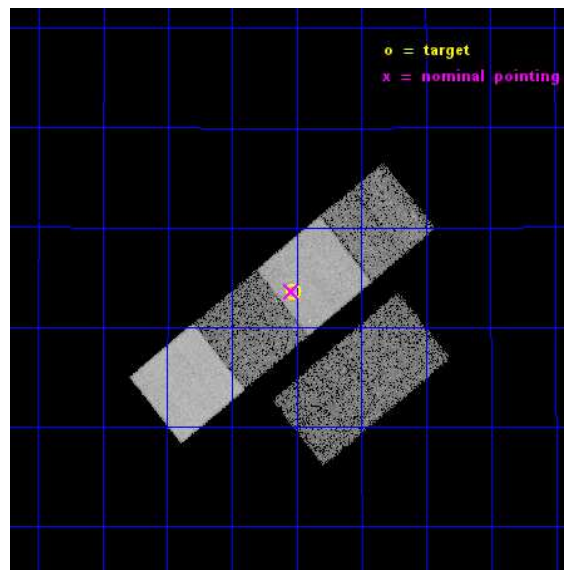 o = target
x = nominal pointing